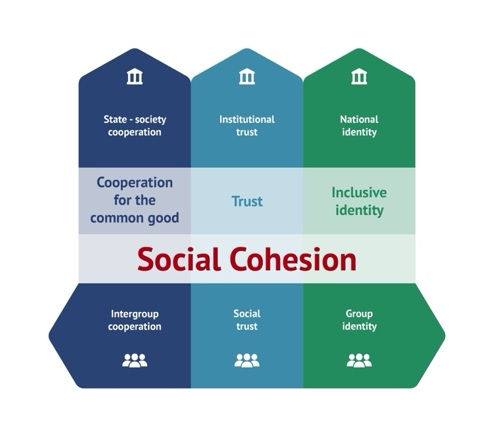 State - society
cooperation
Institutional
trust
National
identity
Cooperation
for the
common good
Trust
Inclusive
identity
Social Cohesion
Intergroup
cooperation
Social
trust
Group
identity